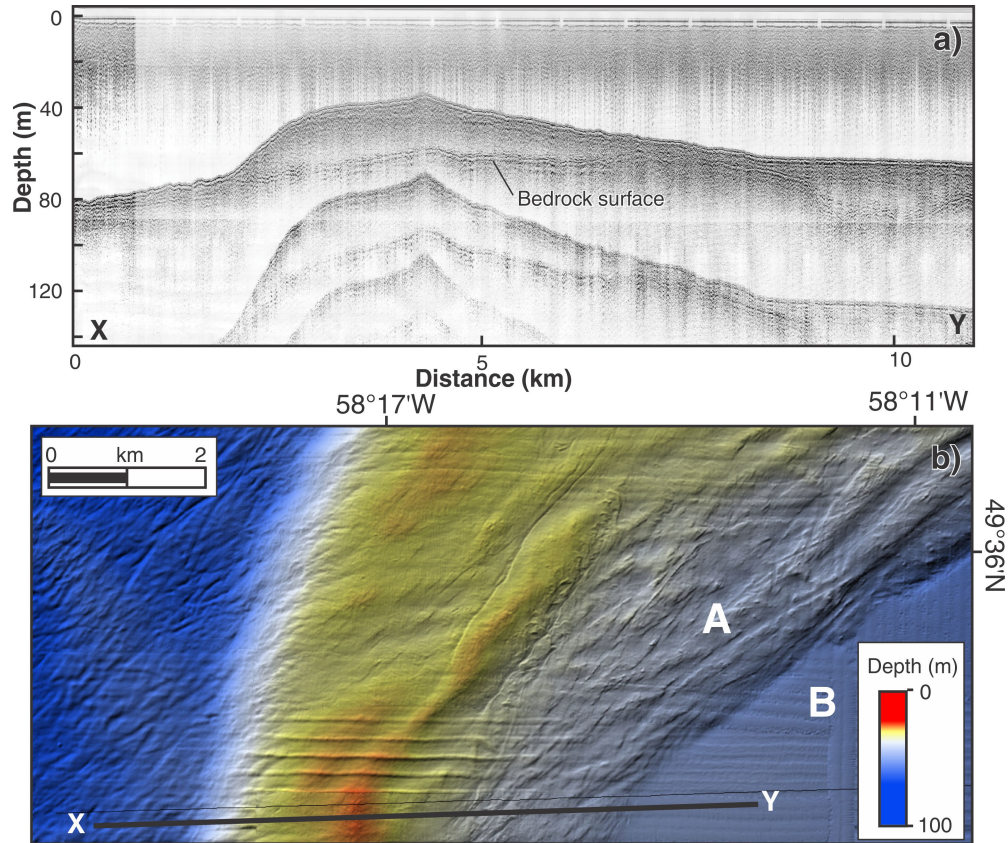 a)
0
40
80
120
Depth (m)
Bedrock surface
X
Y
0
5
10
Distance (km)
58°17'W
58°11'W
0 km 2
b)
49°36'N
A
B
Depth (m)
0
100
X
Y